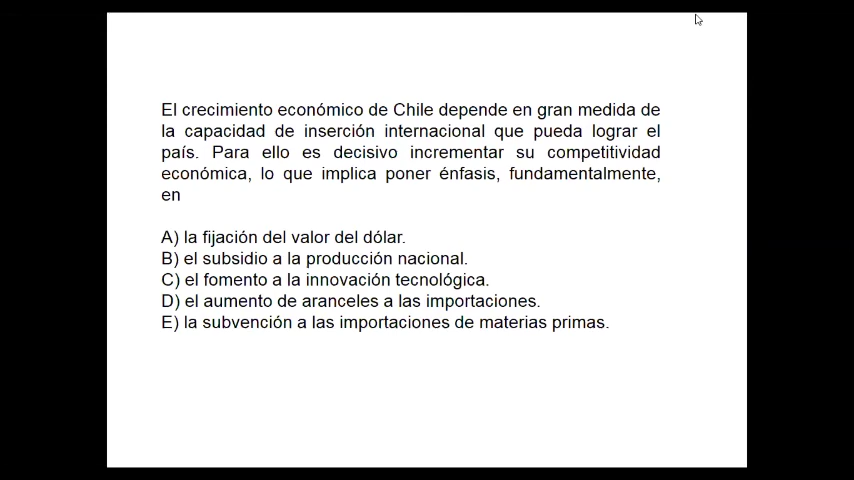 El crecimiento económico de Chile depende en gran medida de
la capacidad de inserción internacional que pueda lograr el
país. Para ello es decisivo incrementar su competitividad
económica, lo que implica poner énfasis, fundamentalmente,
en
A) la fijación del valor del dólar.
B) el subsidio a la producción nacional.
C) el fomento a la innovación tecnológica.
D) el aumento de aranceles a las importaciones.
E) la subvención a las importaciones de materias primas.